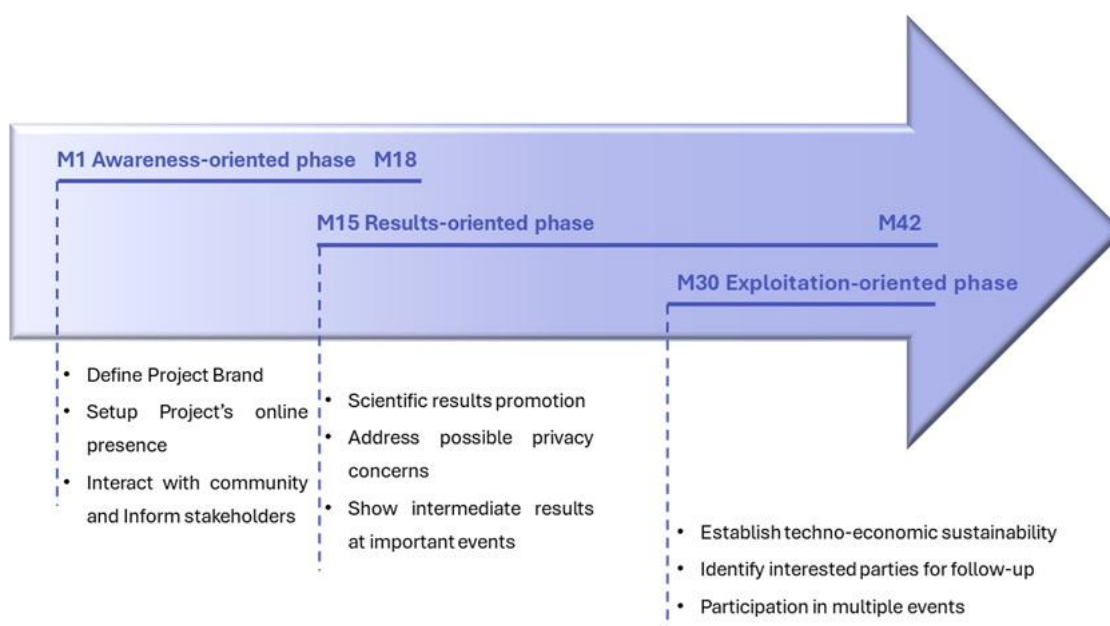 M1 Awareness-oriented phase M18
M15 Results-oriented phase M42
M30 Exploitation-oriented phase
• Define Project Brand
• Setup Project's online
presence
• Interact with community
and Inform stakeholders
• Scientific results promotion
• Address possible privacy
concerns
• Show intermediate results
at important events
• Establish techno-economic sustainability
• Identify interested parties for follow-up
• Participation in multiple events